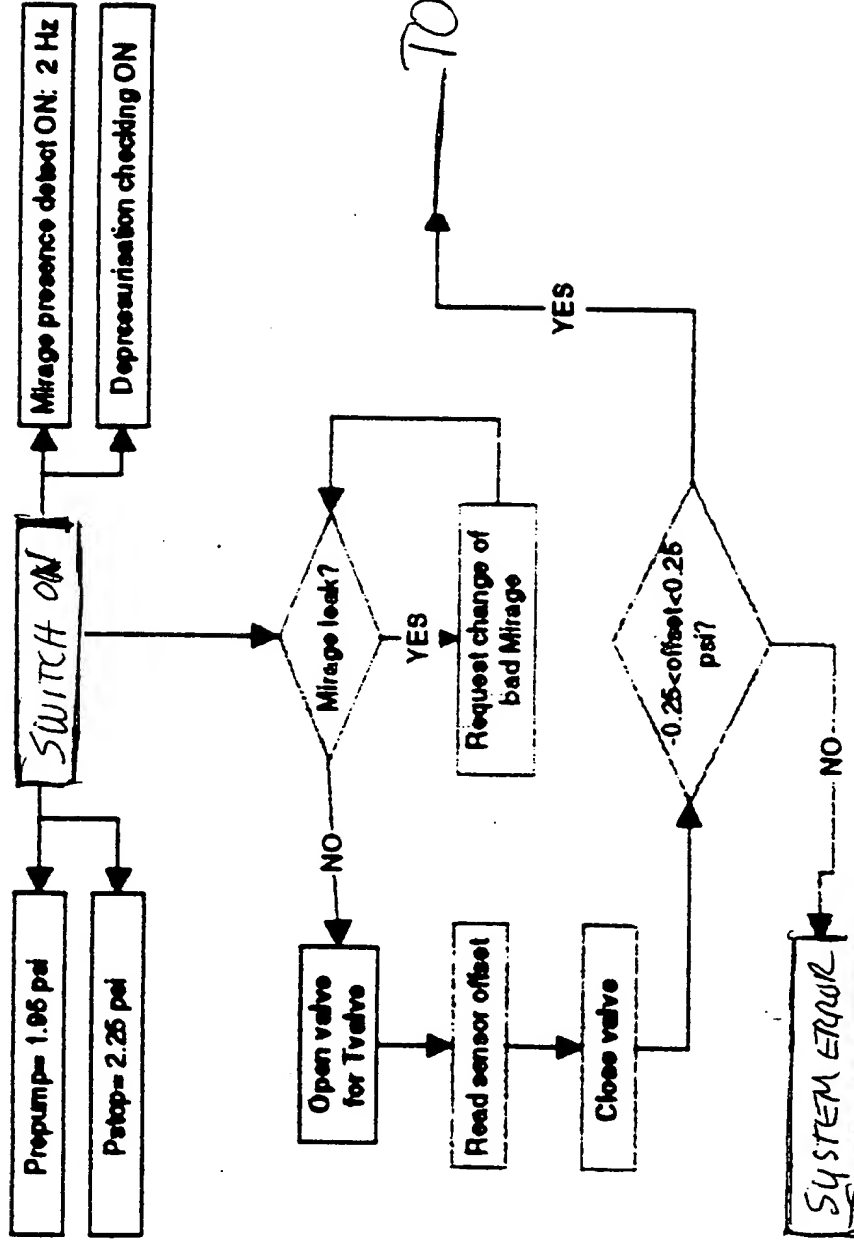 SWITCH ON
Prepump= 1.95 psi
Pstop= 2.25 psi
Mirage presence detect ON: 2 Hz
Depressurisation checking ON
Mirage leak?
NO
YES
Request change of
bad Mirage
Open valve
for Tvalve
Read sensor offset
Close valve
-0.25<offset<0.25
psi?
YES
TO
NO
SYSTEM ERROR